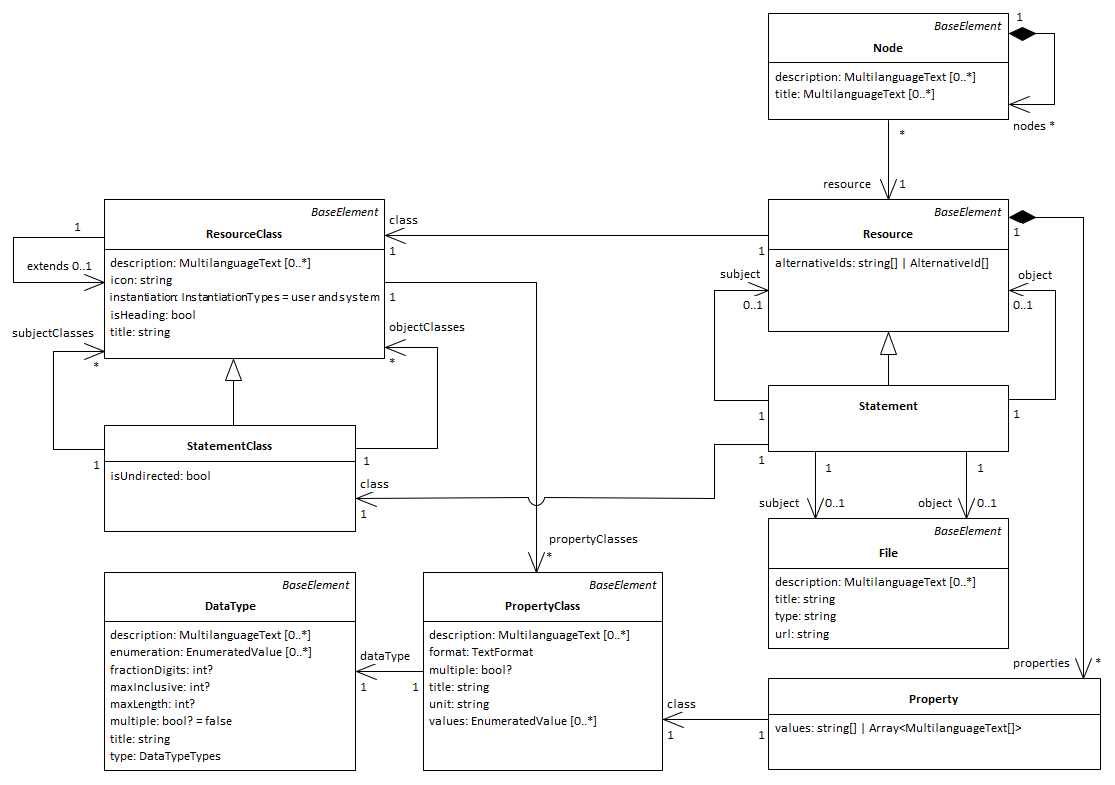 1
BaseElement
Node
description: MultilanguageText [0..*]
title: MultilanguageText [0..*]
nodes *
*
resource
1
BaseElement
ResourceClass
description: MultilanguageText [0..*]
icon: string
instantiation: InstantiationTypes = user and system
isHeading: bool
title: string
1
extends 0..1
class
1
1
BaseElement
Resource
alternativeIds: string[] | AlternativeId[]
1
1
subject
0..1
object
0..1
subjectClasses
*
objectClasses
*
StatementClass
isUndirected: bool
1
1
class
1
Statement
1
1
1
1
1
subject
0..1
object
0..1
BaseElement
File
description: MultilanguageText [0..*]
title: string
type: string
url: string
propertyClasses
*
BaseElement
DataType
description: MultilanguageText [0..*]
enumeration: EnumeratedValue [0..*]
fractionDigits: int?
maxInclusive: int?
maxLength: int?
multiple: bool? = false
title: string
type: DataTypeTypes
dataType
1
1
BaseElement
PropertyClass
description: MultilanguageText [0..*]
format: TextFormat
multiple: bool?
title: string
unit: string
values: EnumeratedValue [0..*]
class
1
1
properties
*
Property
values: string[] | Array<MultilanguageText[]>